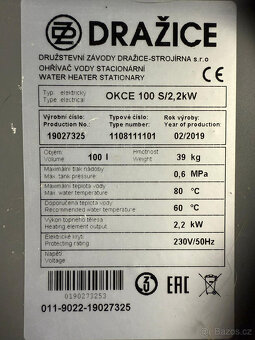 DZ DRAŽICE
DRUŽSTEVNÍ ZÁVODY DRAŽICE-STROJÍRNA s.r.o
OHŘÍVAČ VODY STACIONÁRNÍ
WATER HEATER STATIONARY
CE
Typ: elektrický
Type electrical
OKCE 100 S/2,2kW
Výrobní číslo: Typové číslo: Rok výroby:
Production No.: Type number: Year of Production
19027325 1108111101 02/2019
Objem
Volume 100 l
Hmotnost
Weight 39 kg
Maximální tlak nádoby
Max. tank pressure 0,6 MPa
Maximální teplota vody
Max. water temperature 80 °C
Doporučená teplota vody
Recommended water temperature 60 °C
Výkon topného tělesa
Heating element output 2,2 kW
Elektrické krytí
Protecting rating 230V/50Hz
Napětí
Voltage
0190273253
EAC
011-9022-19027325